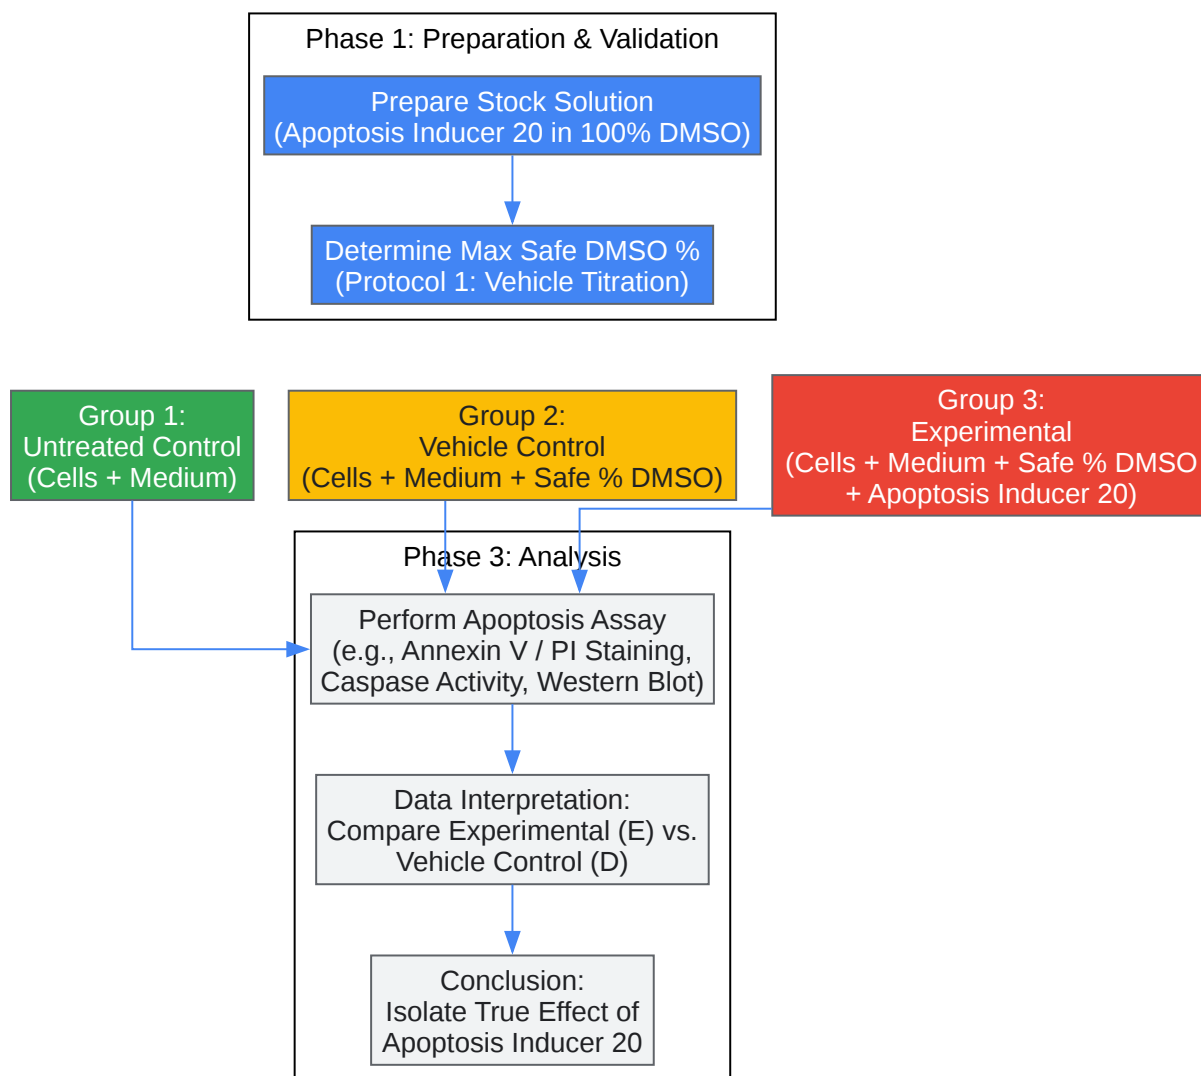 Phase 1: Preparation & Validation
Prepare Stock Solution
(Apoptosis Inducer 20 in 100% DMSO)
Determine Max Safe DMSO %
(Protocol 1: Vehicle Titration)
Group 1:
Untreated Control
(Cells + Medium)
Group 2:
Vehicle Control
(Cells + Medium + Safe % DMSO)
Group 3:
Experimental
(Cells + Medium + Safe % DMSO
+ Apoptosis Inducer 20)
Phase 3: Analysis
Perform Apoptosis Assay
(e.g., Annexin V / PI Staining,
Caspase Activity, Western Blot)
Data Interpretation:
Compare Experimental (E) vs.
Vehicle Control (D)
Conclusion:
Isolate True Effect of
Apoptosis Inducer 20